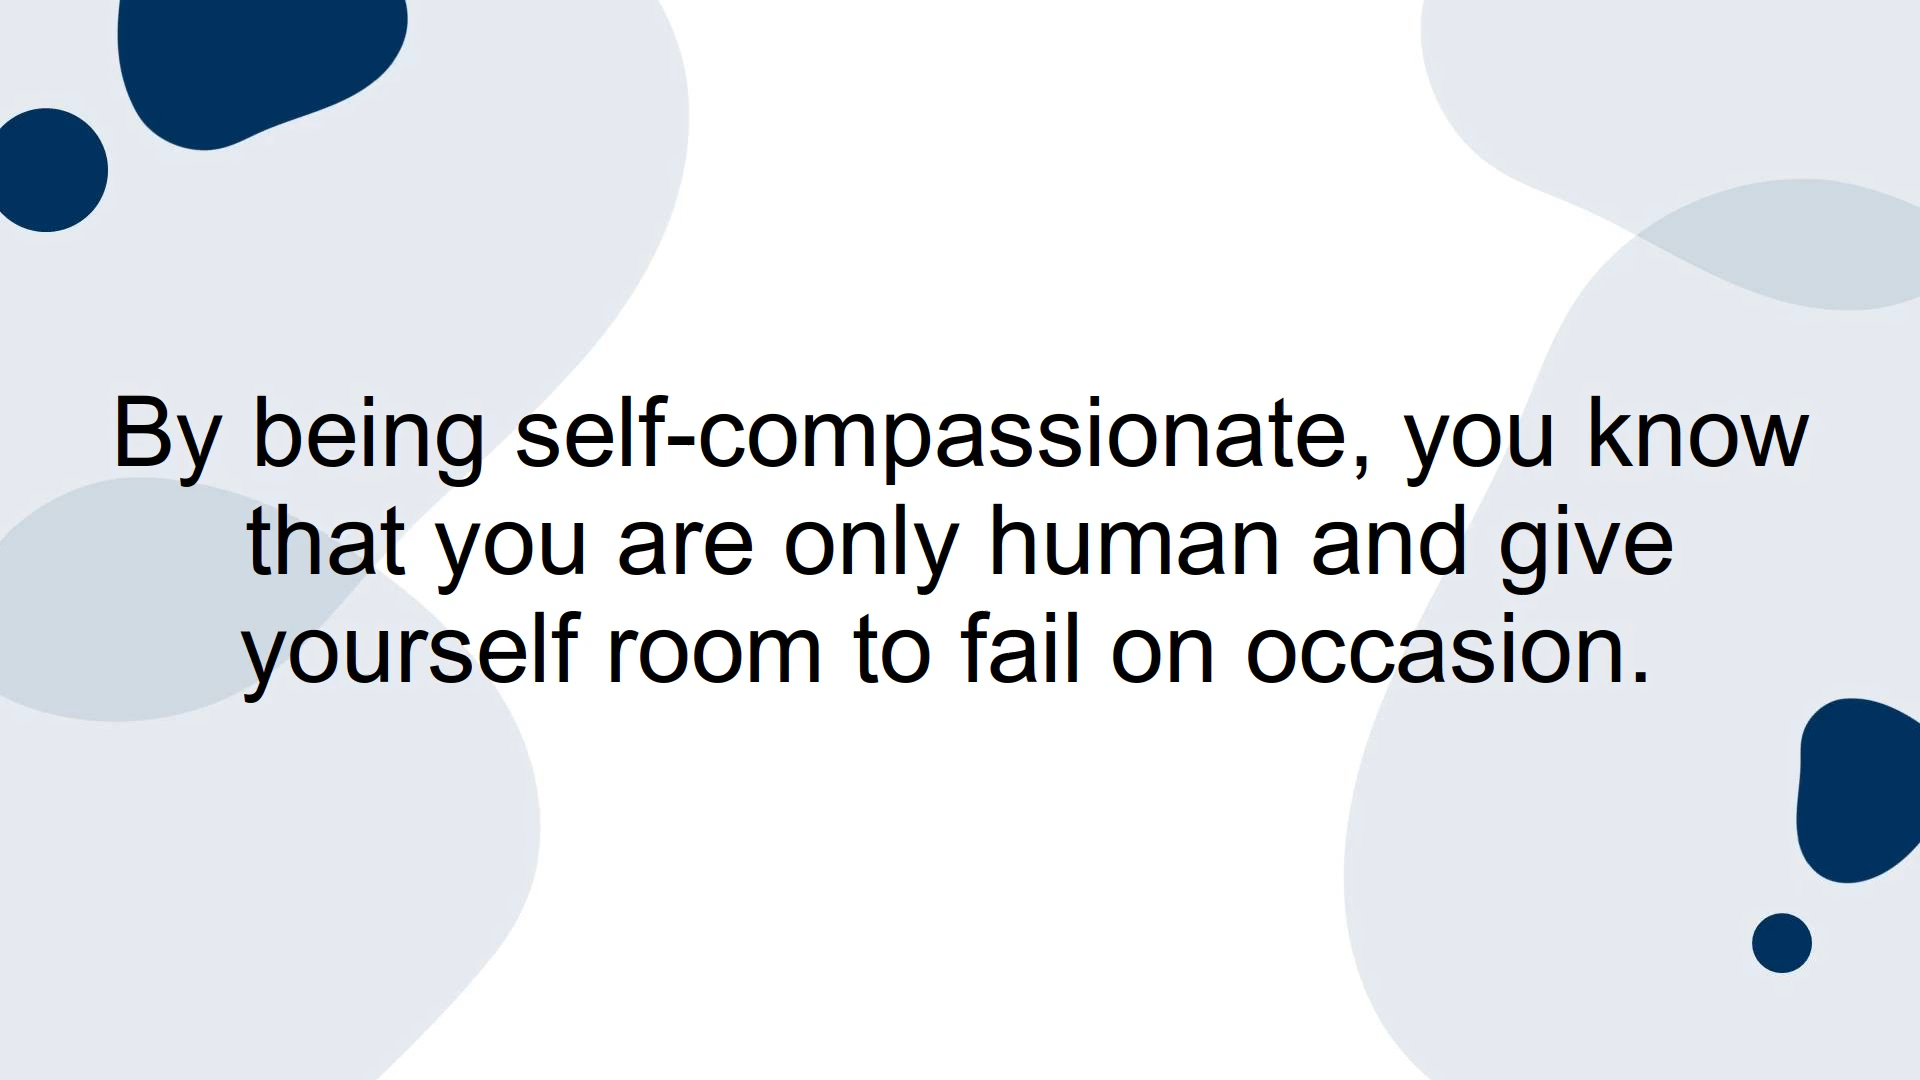 By being self-compassionate, you know
that you are only human and give
yourself room to fail on occasion.